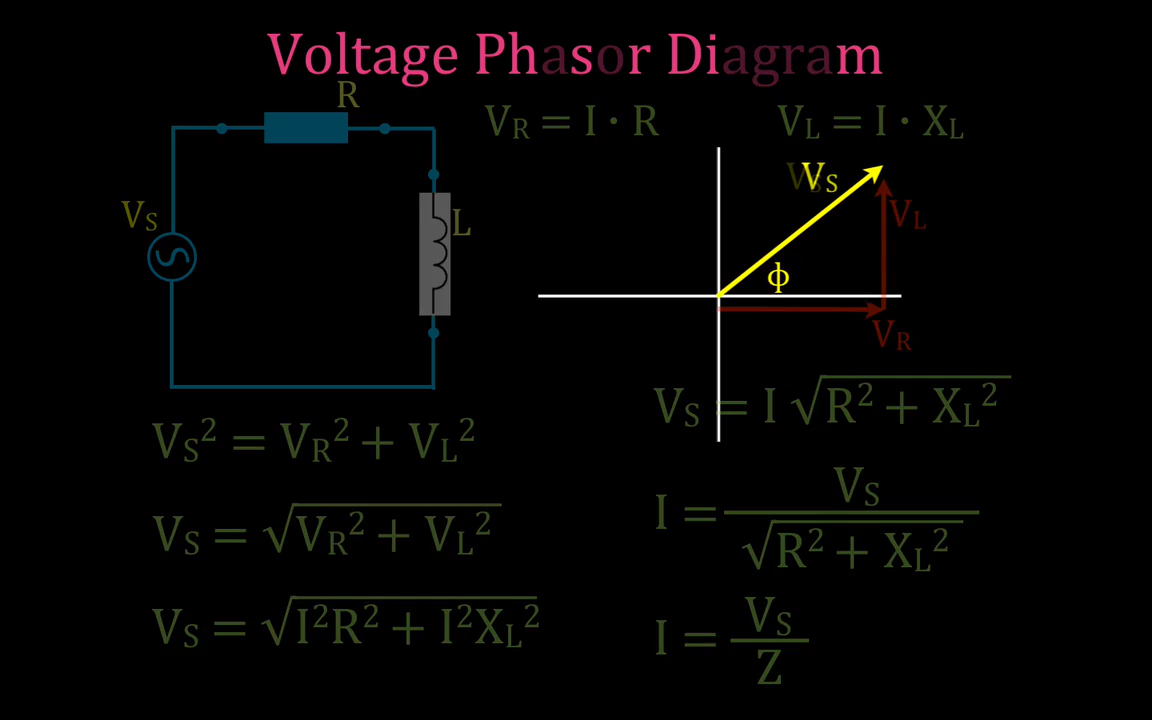 Voltage Phasor Diagram
R
V_R = I · R
V_L = I · X_L
V_S
L
V_S
V_S
V_L
ϕ
V_R
V_S = I √(R² + X_L²)
V_S² = V_R² + V_L²
I = V_S / √(R² + X_L²)
V_S = √(V_R² + V_L²)
V_S = √(I²R² + I²X_L²)
I = V_S / Z